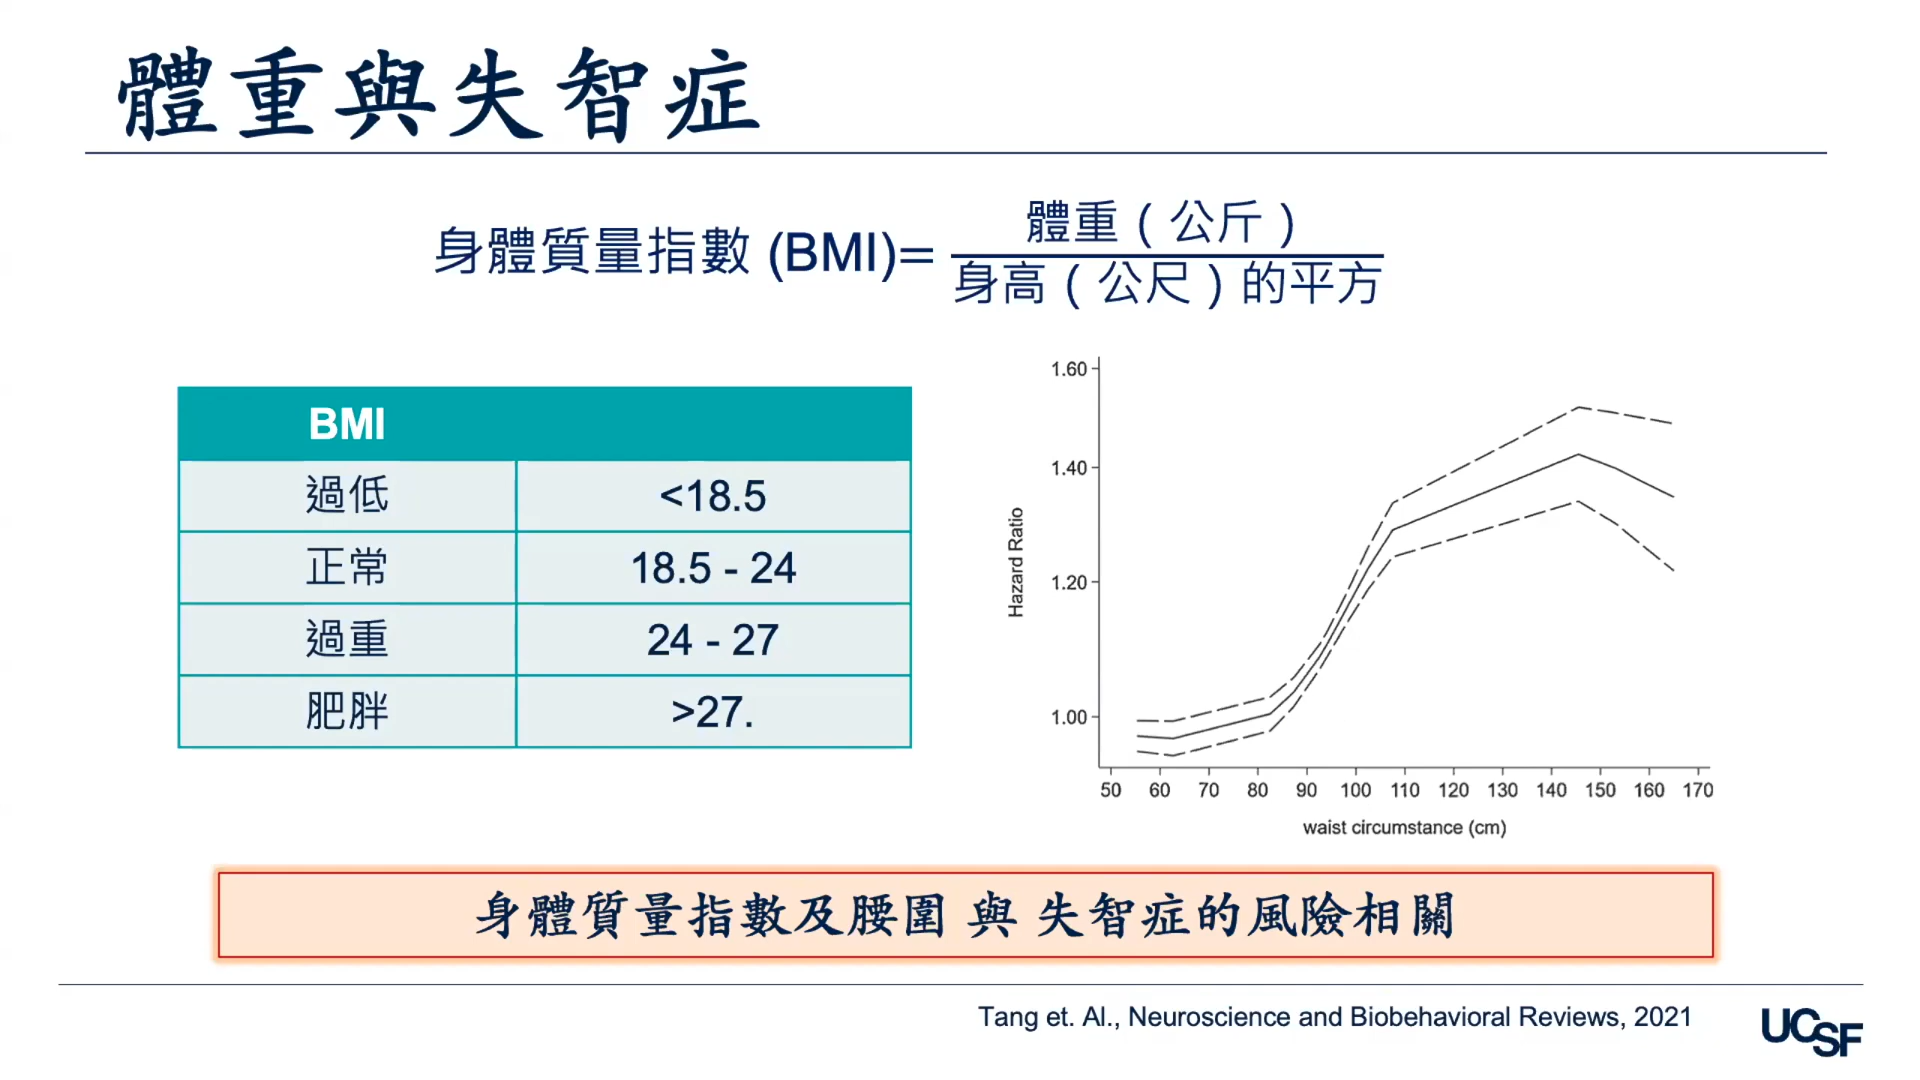 體重與失智症
身體質量指數 (BMI)=
體重（公斤）
身高（公尺）的平方
BMI
過低 <18.5
正常 18.5 - 24
過重 24 - 27
肥胖 >27.
1.60
1.40
1.20
1.00
Hazard Ratio
50 60 70 80 90 100 110 120 130 140 150 160 170
waist circumstance (cm)
身體質量指數及腰圍 與 失智症的風險相關
Tang et. Al., Neuroscience and Biobehavioral Reviews, 2021
UCSF